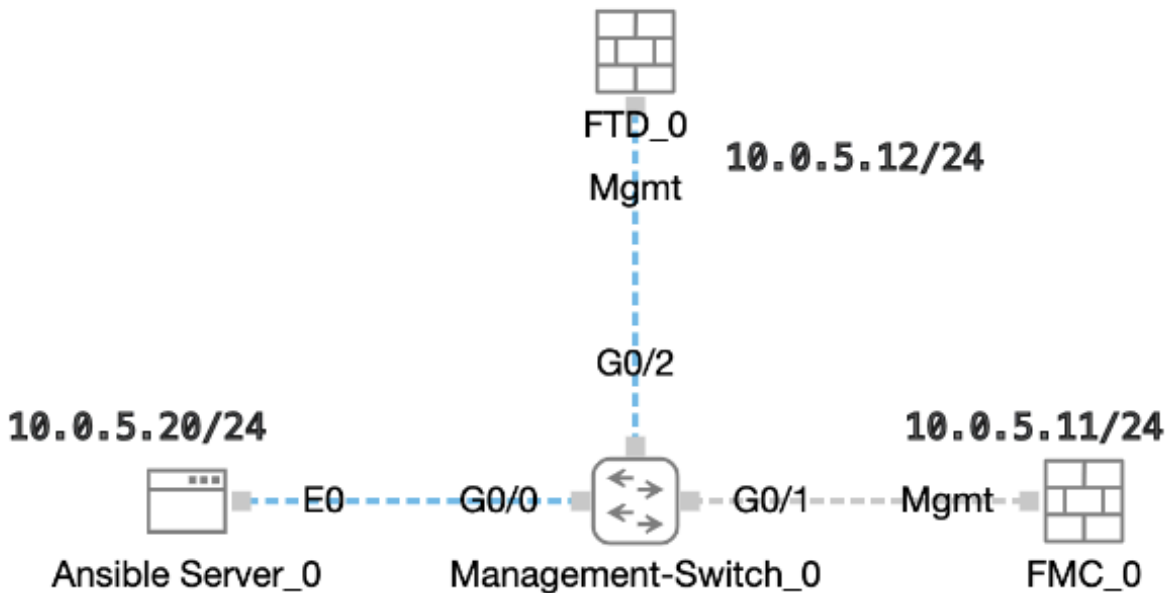 FTD_0
10.0.5.12/24
Mgmt
G0/2
10.0.5.20/24
10.0.5.11/24
E0
G0/0
G0/1
Mgmt
Ansible Server_0
Management-Switch_0
FMC_0